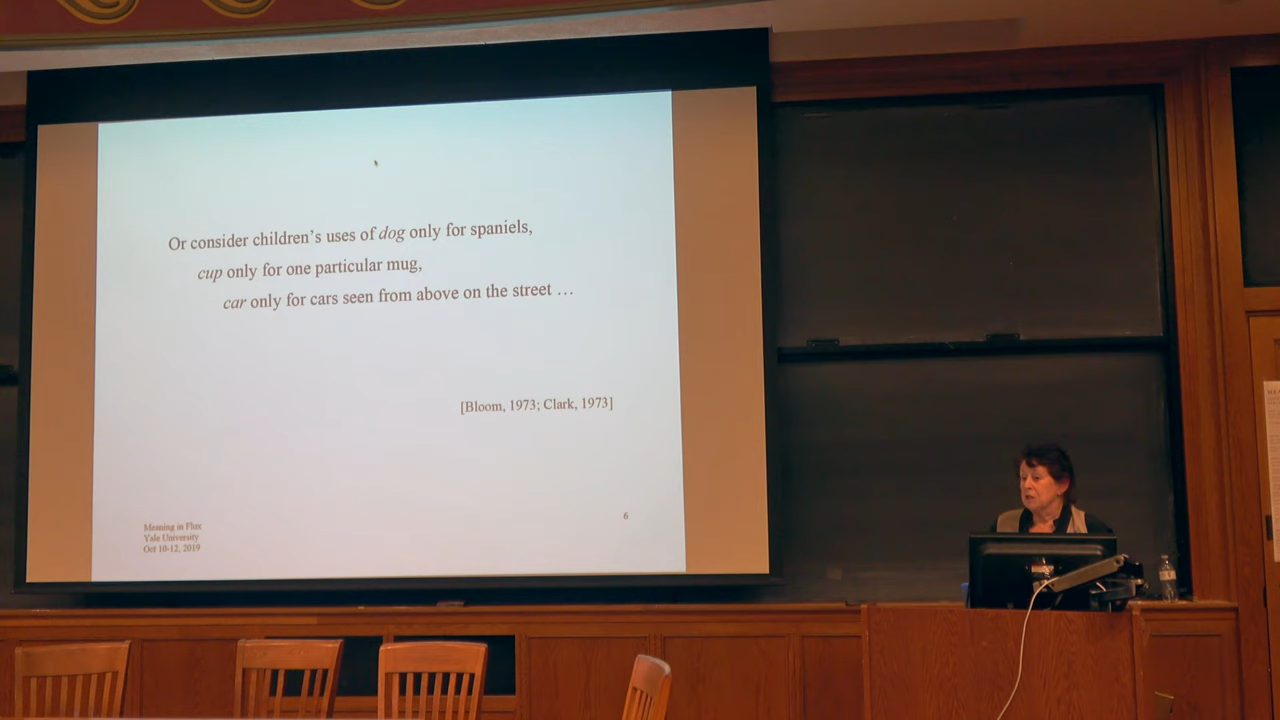 Or consider children's uses of dog only for spaniels,
cup only for one particular mug,
car only for cars seen from above on the street …
[Bloom, 1973; Clark, 1973]
6
Meaning in Flux
Yale University
Oct 10-12, 2019